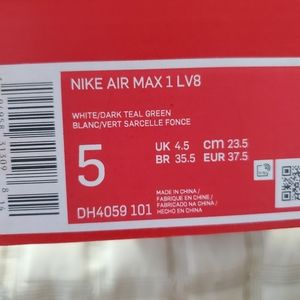 NIKE AIR MAX 1 LV8
WHITE/DARK TEAL GREEN
BLANC/VERT SARCELLE FONCE
5
UK 4.5 cm 23.5
BR 35.5 EUR 37.5
DH4059 101
MADE IN CHINA /
FABRIQUÉ EN CHINE /
FABRICADO NA CHINA /
HECHO EN CHINA